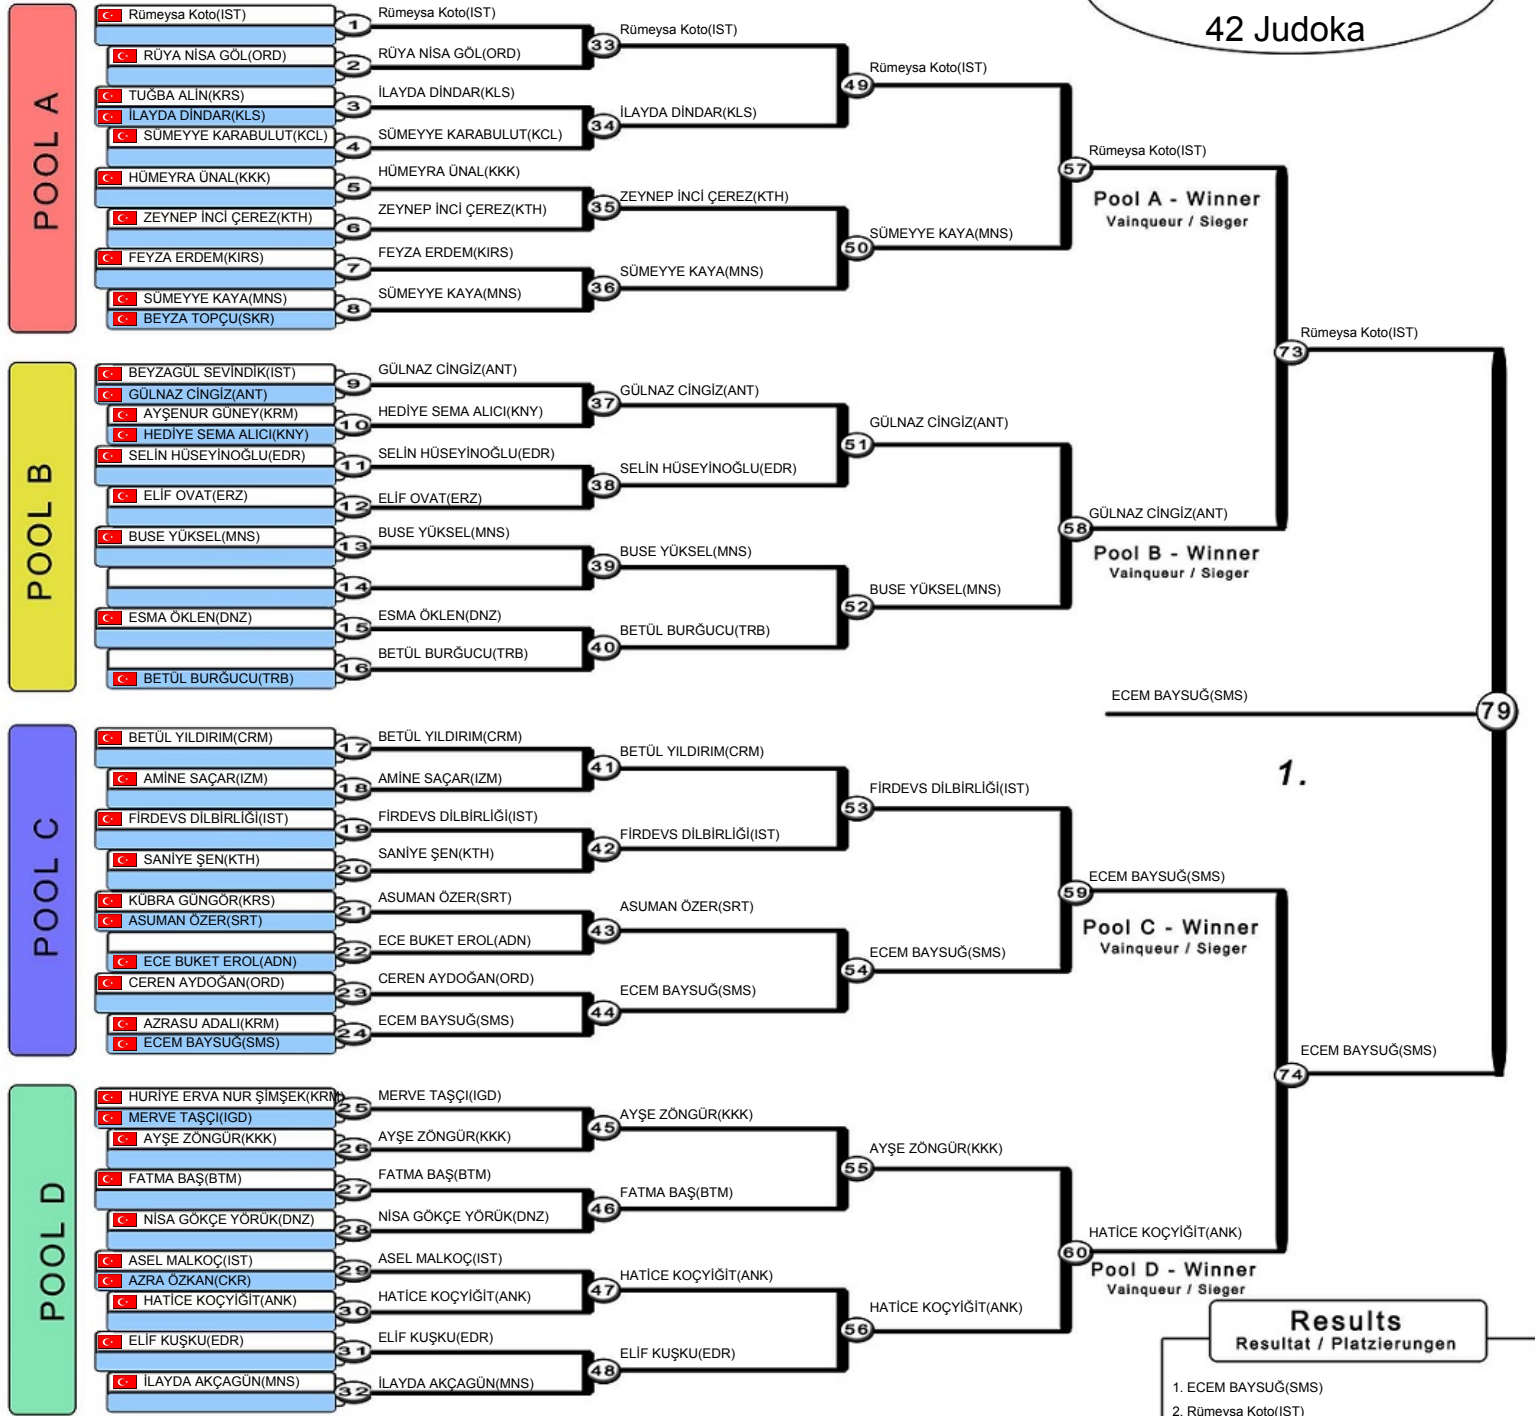 42 Judoka
POOL A
Rümeysa Koto(IST)
RÜYA NİSA GÖL(ORD)
TUĞBA ALİN(KRS)
İLAYDA DİNDAR(KLS)
SÜMEYYE KARABULUT(KCL)
HÜMEYRA ÜNAL(KKK)
ZEYNEP İNCİ ÇEREZ(KTH)
FEYZA ERDEM(KIRS)
SÜMEYYE KAYA(MNS)
BEYZA TOPÇU(SKR)
1
2
3
4
5
6
7
8
Rümeysa Koto(IST)
RÜYA NİSA GÖL(ORD)
İLAYDA DİNDAR(KLS)
SÜMEYYE KARABULUT(KCL)
HÜMEYRA ÜNAL(KKK)
ZEYNEP İNCİ ÇEREZ(KTH)
FEYZA ERDEM(KIRS)
SÜMEYYE KAYA(MNS)
33
34
35
36
Rümeysa Koto(IST)
İLAYDA DİNDAR(KLS)
ZEYNEP İNCİ ÇEREZ(KTH)
SÜMEYYE KAYA(MNS)
49
50
Rümeysa Koto(IST)
SÜMEYYE KAYA(MNS)
57
Rümeysa Koto(IST)
Pool A - Winner
Vainqueur / Sieger
POOL B
BEYZAGÜL SEVİNDİK(IST)
GÜLNAZ CİNGİZ(ANT)
AYŞENUR GÜNEY(KRM)
HEDİYE SEMA ALICI(KNY)
SELİN HÜSEYİNOĞLU(EDR)
ELİF OVAT(ERZ)
BUSE YÜKSEL(MNS)
ESMA ÖKLEN(DNZ)
BETÜL BURĞUCU(TRB)
9
10
11
12
13
14
15
16
GÜLNAZ CİNGİZ(ANT)
HEDİYE SEMA ALICI(KNY)
SELİN HÜSEYİNOĞLU(EDR)
ELİF OVAT(ERZ)
BUSE YÜKSEL(MNS)
ESMA ÖKLEN(DNZ)
BETÜL BURĞUCU(TRB)
37
38
39
40
GÜLNAZ CİNGİZ(ANT)
SELİN HÜSEYİNOĞLU(EDR)
BUSE YÜKSEL(MNS)
BETÜL BURĞUCU(TRB)
51
52
GÜLNAZ CİNGİZ(ANT)
BUSE YÜKSEL(MNS)
58
GÜLNAZ CİNGİZ(ANT)
Pool B - Winner
Vainqueur / Sieger
73
Rümeysa Koto(IST)
POOL C
BETÜL YILDIRIM(CRM)
AMİNE SAÇAR(IZM)
FİRDEVS DİLBİRLİĞİ(IST)
SANİYE ŞEN(KTH)
KÜBRA GÜNGÖR(KRS)
ASUMAN ÖZER(SRT)
ECE BUKET EROL(ADN)
CEREN AYDOĞAN(ORD)
AZRASU ADALI(KRM)
ECEM BAYSUĞ(SMS)
17
18
19
20
21
22
23
24
BETÜL YILDIRIM(CRM)
AMİNE SAÇAR(IZM)
FİRDEVS DİLBİRLİĞİ(IST)
SANİYE ŞEN(KTH)
ASUMAN ÖZER(SRT)
ECE BUKET EROL(ADN)
CEREN AYDOĞAN(ORD)
ECEM BAYSUĞ(SMS)
41
42
43
44
BETÜL YILDIRIM(CRM)
FİRDEVS DİLBİRLİĞİ(IST)
ASUMAN ÖZER(SRT)
ECEM BAYSUĞ(SMS)
53
54
FİRDEVS DİLBİRLİĞİ(IST)
ECEM BAYSUĞ(SMS)
59
ECEM BAYSUĞ(SMS)
Pool C - Winner
Vainqueur / Sieger
POOL D
HURİYE ERVA NUR ŞİMŞEK(KRM)
MERVE TAŞÇI(IGD)
AYŞE ZÖNGÜR(KKK)
FATMA BAŞ(BTM)
NİSA GÖKÇE YÖRÜK(DNZ)
ASEL MALKOÇ(IST)
AZRA ÖZKAN(CKR)
HATİCE KOÇYİĞİT(ANK)
ELİF KUŞKU(EDR)
İLAYDA AKÇAGÜN(MNS)
25
26
27
28
29
30
31
32
MERVE TAŞÇI(IGD)
AYŞE ZÖNGÜR(KKK)
FATMA BAŞ(BTM)
NİSA GÖKÇE YÖRÜK(DNZ)
ASEL MALKOÇ(IST)
HATİCE KOÇYİĞİT(ANK)
ELİF KUŞKU(EDR)
İLAYDA AKÇAGÜN(MNS)
45
46
47
48
AYŞE ZÖNGÜR(KKK)
FATMA BAŞ(BTM)
HATİCE KOÇYİĞİT(ANK)
ELİF KUŞKU(EDR)
55
56
AYŞE ZÖNGÜR(KKK)
HATİCE KOÇYİĞİT(ANK)
60
HATİCE KOÇYİĞİT(ANK)
Pool D - Winner
Vainqueur / Sieger
74
ECEM BAYSUĞ(SMS)
79
ECEM BAYSUĞ(SMS)
1.
Results
Resultat / Platzierungen
1. ECEM BAYSUĞ(SMS)
2. Rümeysa Koto(IST)